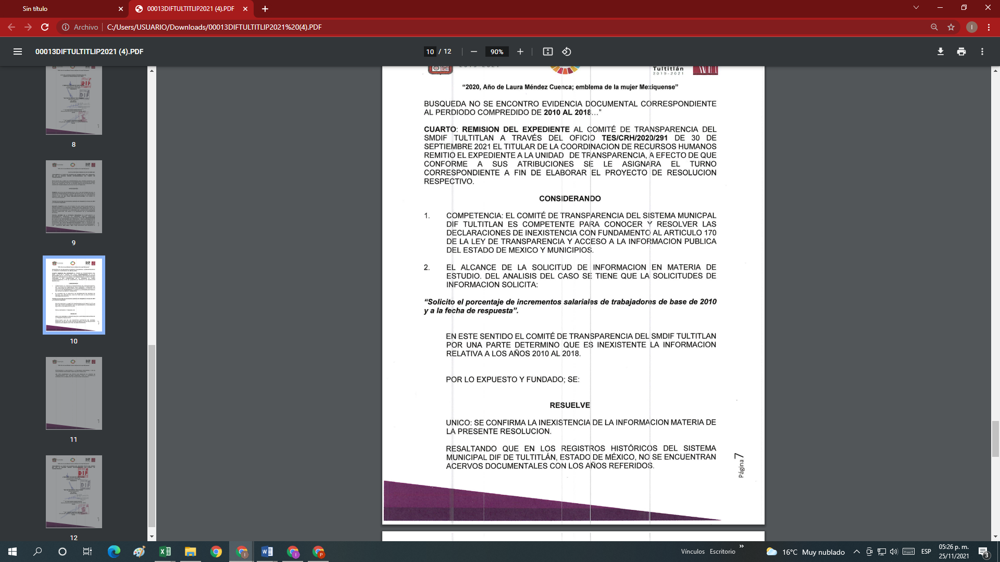 Sin título
00013DIFTULTITLIP2021 (4).PDF
Archivo
C:/Users/USUARIO/Downloads/00013DIFTULTITLIP2021%20(4).PDF
I
00013DIFTULTITLIP2021 (4).PDF
10 / 12
90%
8
9
10
11
12
Tultitlán
2019-2021
“2020, Año de Laura Méndez Cuenca; emblema de la mujer Mexiquense”
BUSQUEDA NO SE ENCONTRO EVIDENCIA DOCUMENTAL CORRESPONDIENTE
AL PERDIODO COMPREDIDO DE 2010 AL 2018…”
CUARTO: REMISION DEL EXPEDIENTE AL COMITÉ DE TRANSPARENCIA DEL
SMDIF TULTITLAN A TRAVÉS DEL OFICIO TES/CRH/2020/291 DE 30 DE
SEPTIEMBRE 2021 EL TITULAR DE LA COORDINACION DE RECURSOS HUMANOS
REMITIO EL EXPEDIENTE A LA UNIDAD DE TRANSPARENCIA, A EFECTO DE QUE
CONFORME A SUS ATRIBUCIONES SE LE ASIGNARA EL TURNO
CORRESPONDIENTE A FIN DE ELABORAR EL PROYECTO DE RESOLUCION
RESPECTIVO.
CONSIDERANDO
1. COMPETENCIA: EL COMITÉ DE TRANSPARENCIA DEL SISTEMA MUNICPAL
DIF TULTITLAN ES COMPETENTE PARA CONOCER Y RESOLVER LAS
DECLARACIONES DE INEXISTENCIA CON FUNDAMENTO AL ARTICULO 170
DE LA LEY DE TRANSPARENCIA Y ACCESO A LA INFORMACION PUBLICA
DEL ESTADO DE MEXICO Y MUNICIPIOS.
2. EL ALCANCE DE LA SOLICITUD DE INFORMACION EN MATERIA DE
ESTUDIO. DEL ANALISIS DEL CASO SE TIENE QUE LA SOLICITUDES DE
INFORMACION SOLICITA:
“Solicito el porcentaje de incrementos salariales de trabajadores de base de 2010
y a la fecha de respuesta”.
EN ESTE SENTIDO EL COMITÉ DE TRANSPARENCIA DEL SMDIF TULTITLAN
POR UNA PARTE DETERMINO QUE ES INEXISTENTE LA INFORMACION
RELATIVA A LOS AÑOS 2010 AL 2018.
POR LO EXPUESTO Y FUNDADO; SE:
RESUELVE
UNICO: SE CONFIRMA LA INEXISTENCIA DE LA INFORMACION MATERIA DE
LA PRESENTE RESOLUCION.
RESALTANDO QUE EN LOS REGISTROS HISTÓRICOS DEL SISTEMA
MUNICIPAL DIF DE TULTITLÁN, ESTADO DE MÉXICO, NO SE ENCUENTRAN
ACERVOS DOCUMENTALES CON LOS AÑOS REFERIDOS.
Página 7
Vínculos
Escritorio
16°C Muy nublado
ESP
05:26 p. m.
25/11/2021
3